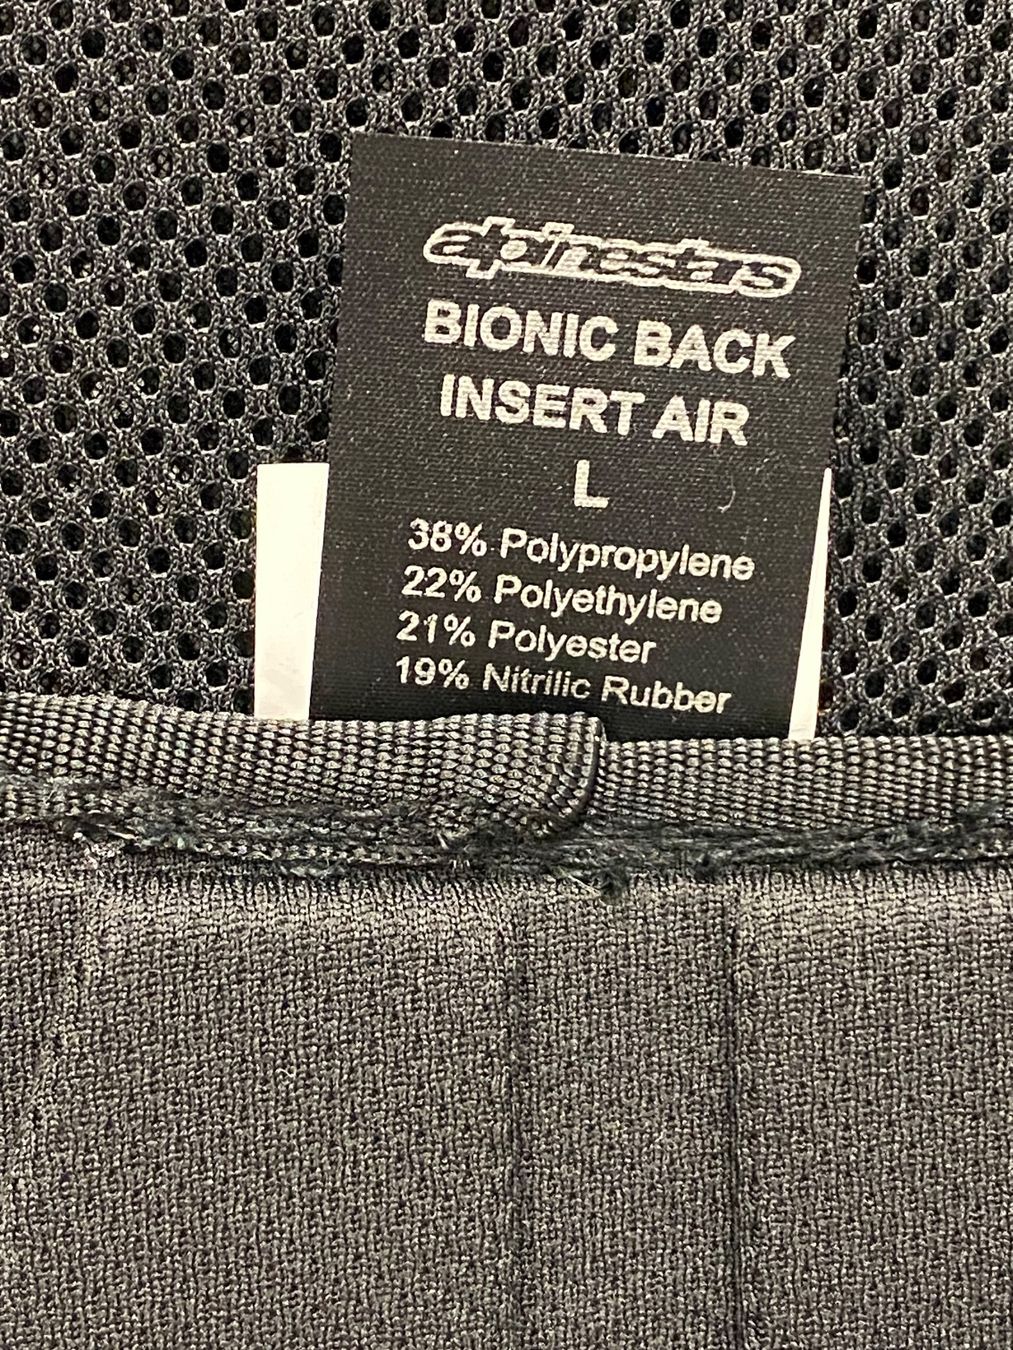 alpinestars
BIONIC BACK
INSERT AIR
L
38% Polypropylene
22% Polyethylene
21% Polyester
19% Nitrilic Rubber